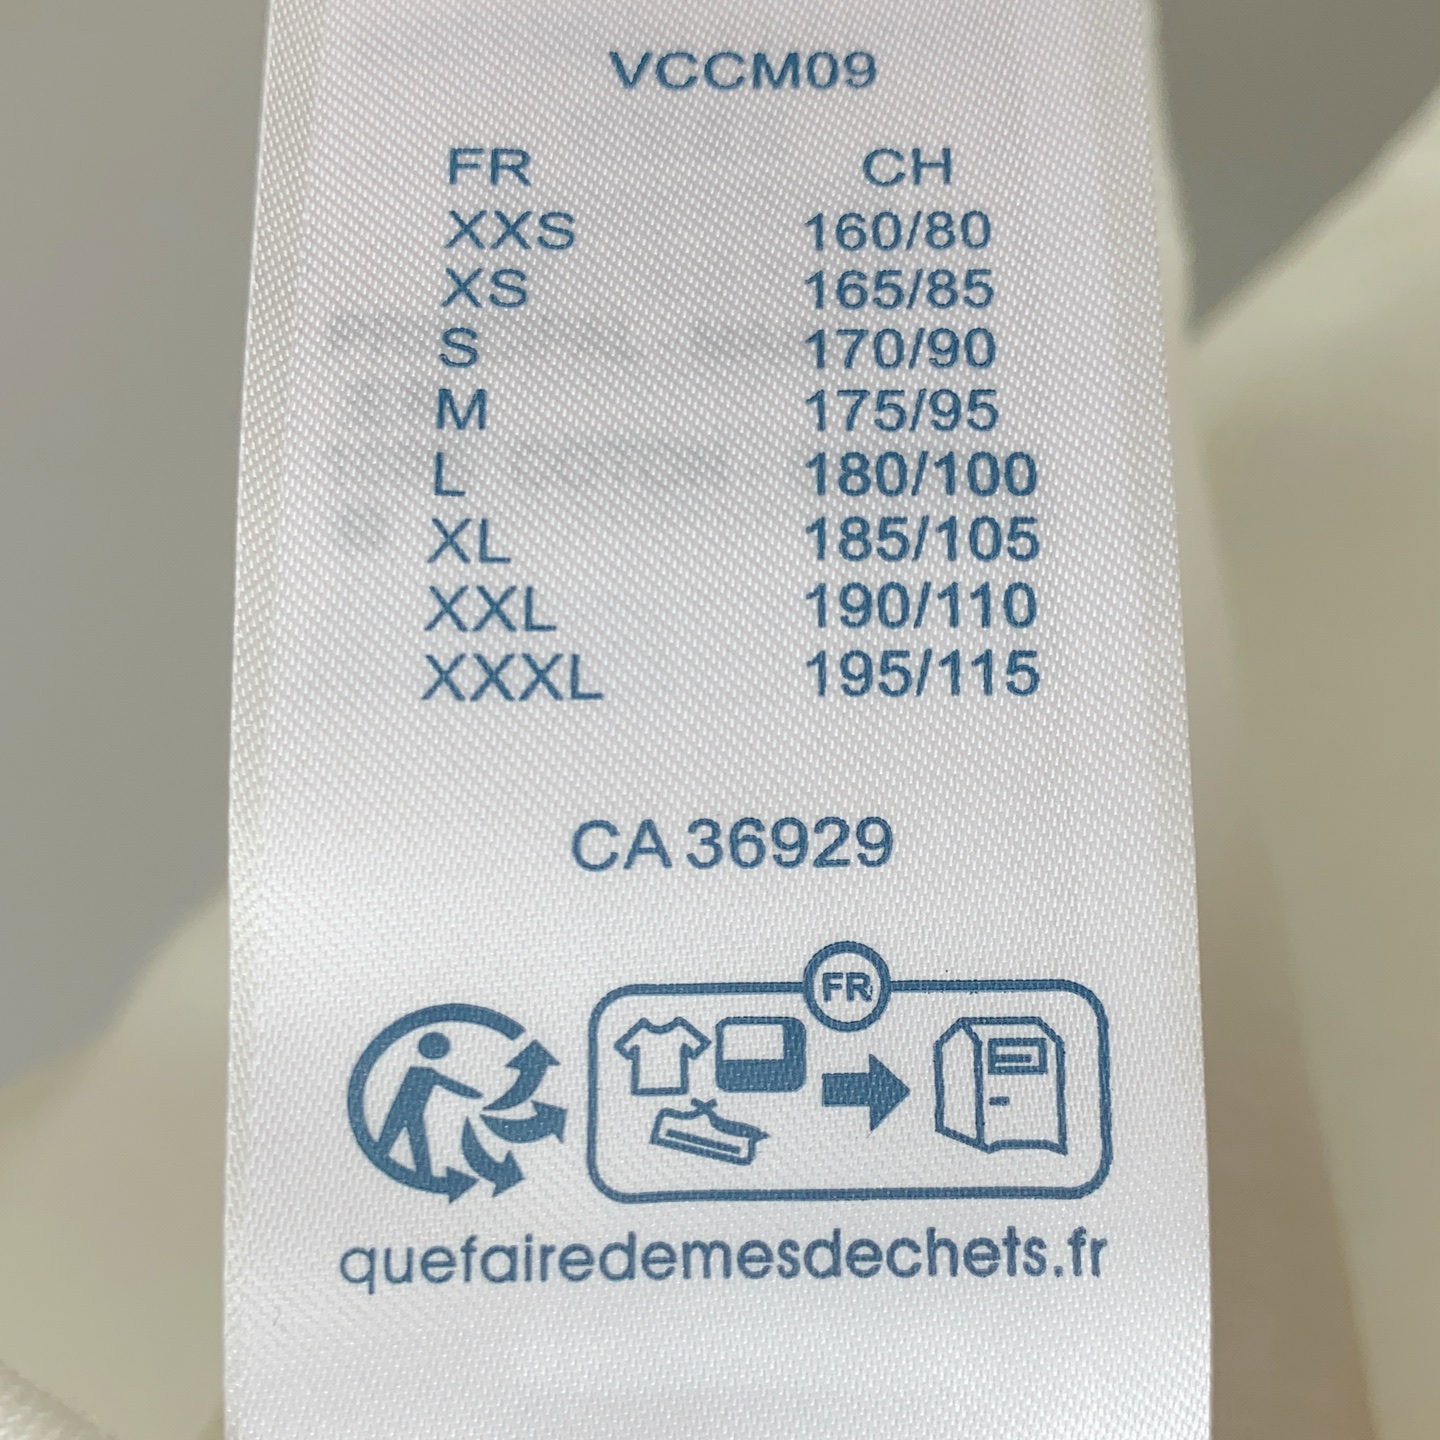 VCCM09
FR CH
XXS 160/80
XS 165/85
S 170/90
M 175/95
L 180/100
XL 185/105
XXL 190/110
XXXL 195/115
CA 36929
FR
quefairedemesdechets.fr